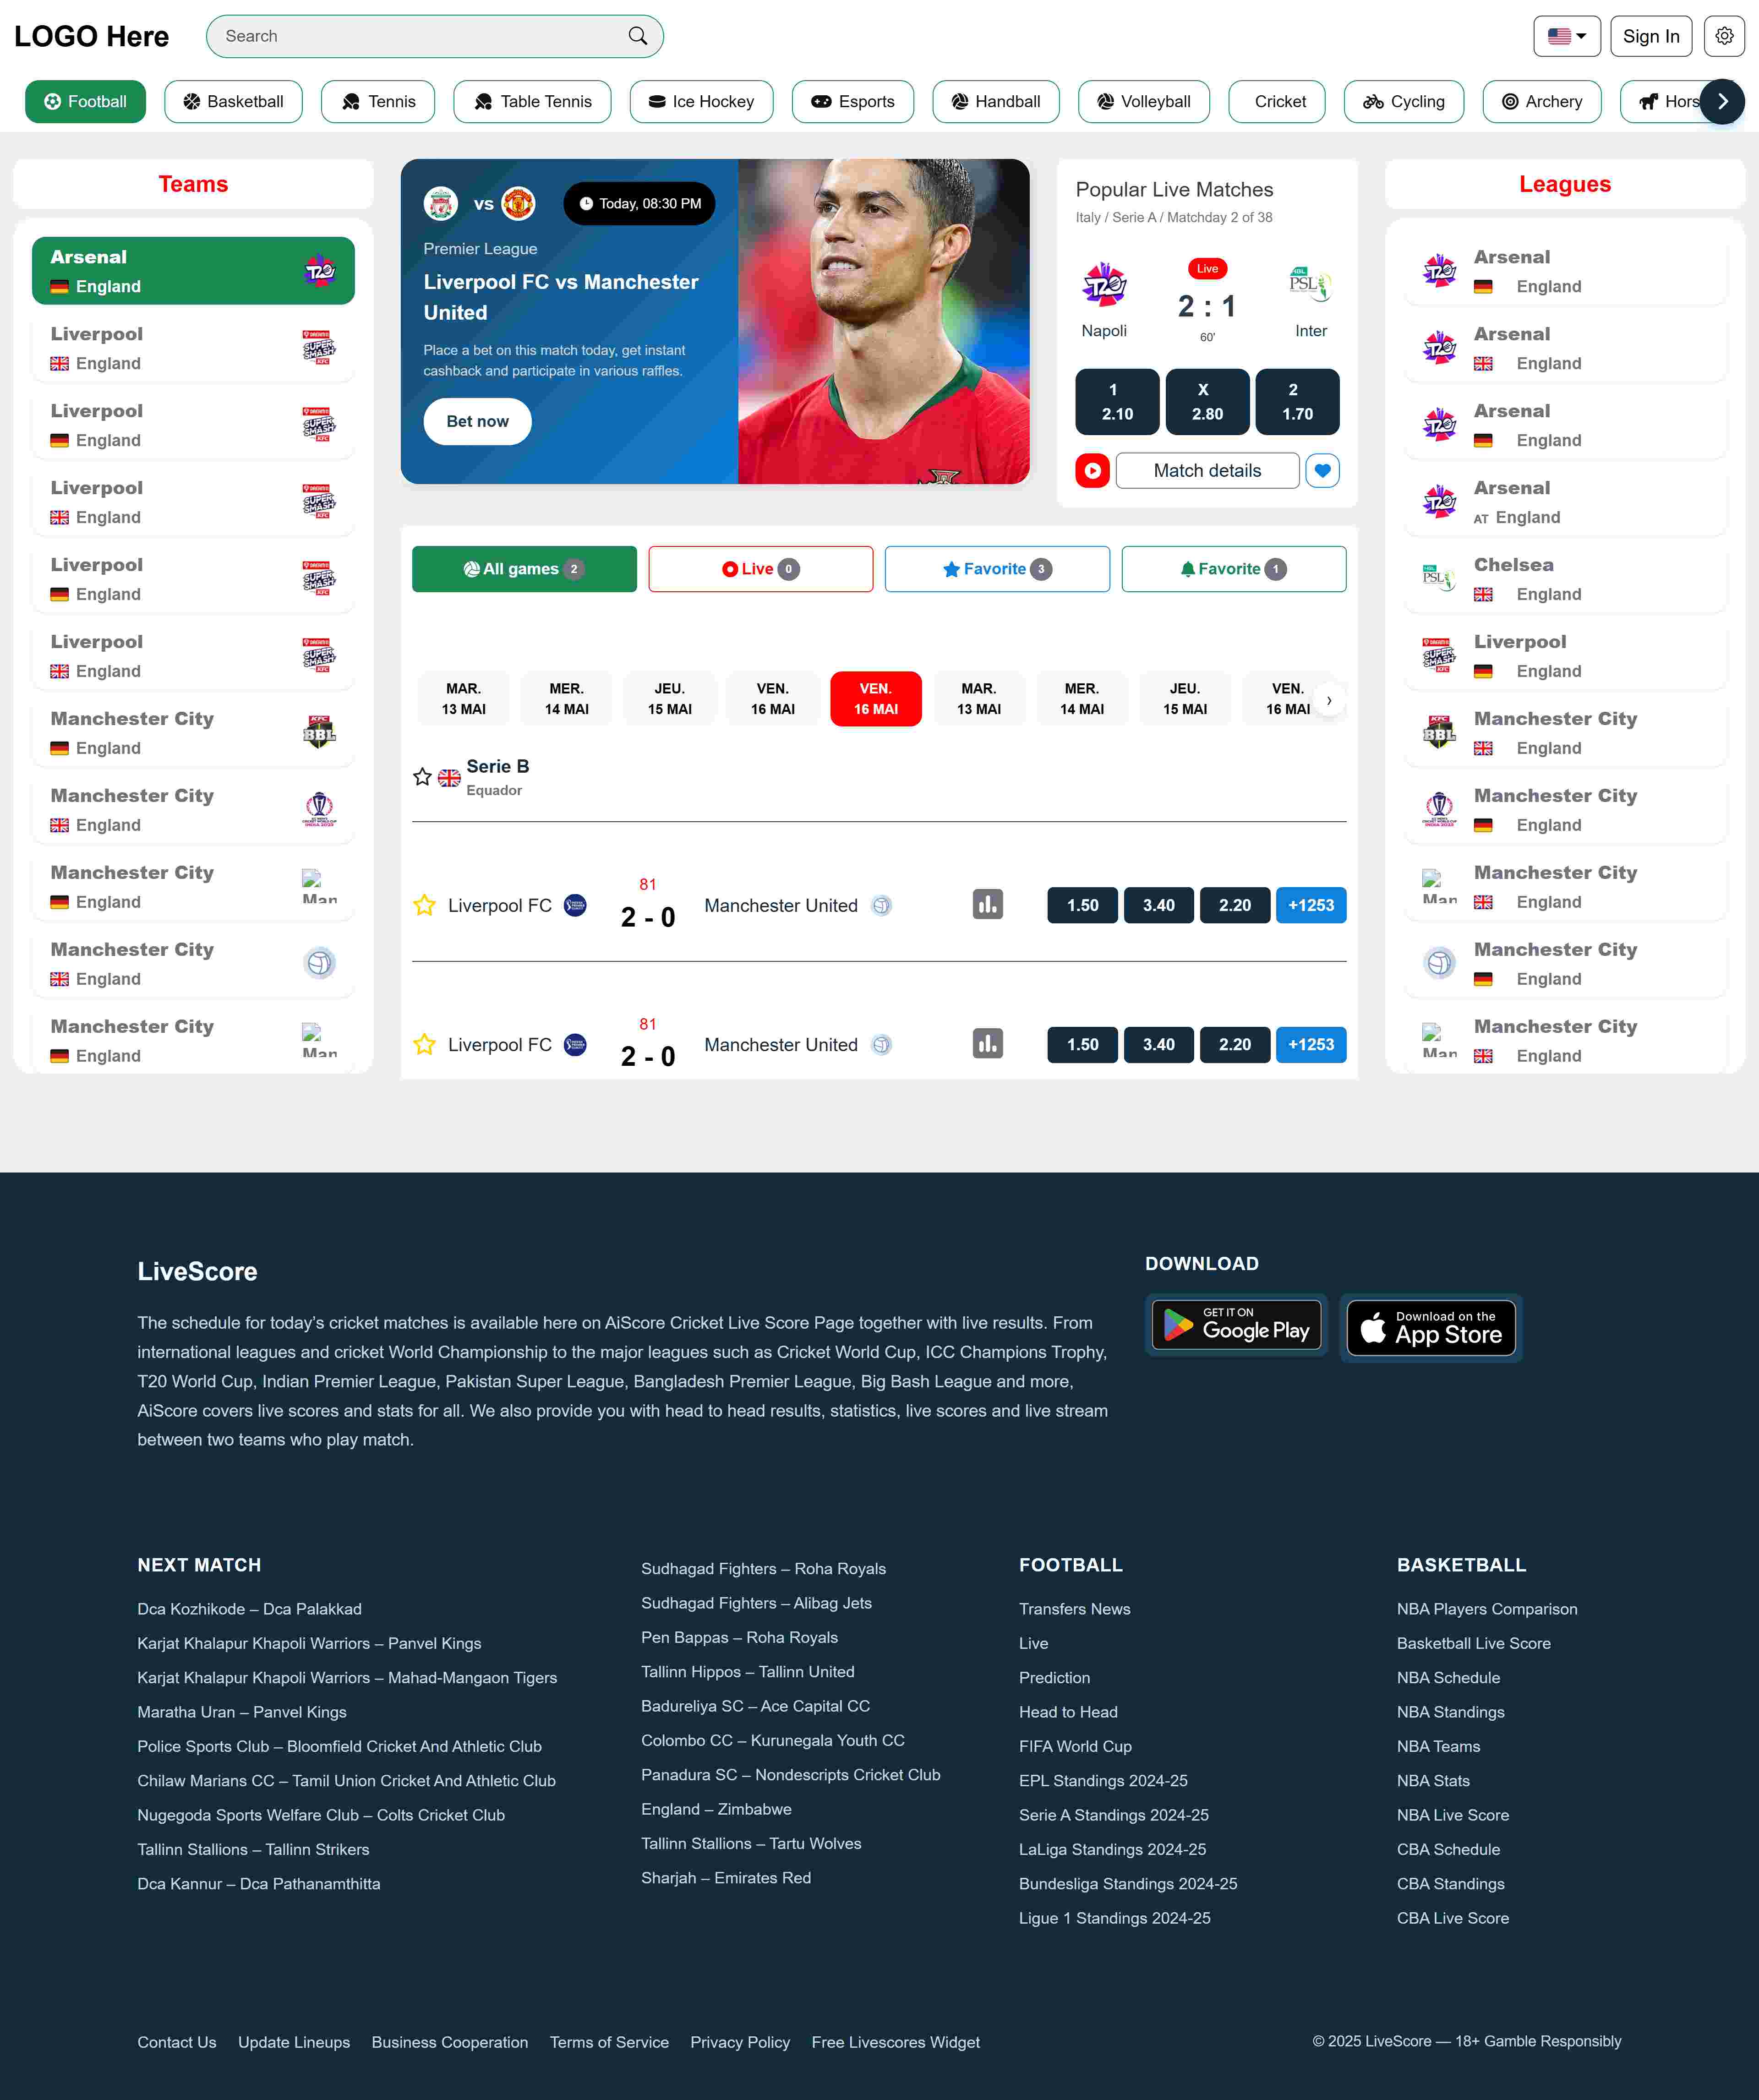 LOGO Here
Search
Sign In
Football
Basketball
Tennis
Table Tennis
Ice Hockey
Esports
Handball
Volleyball
Cricket
Cycling
Archery
Hors
Teams
Arsenal
England
Liverpool
England
Liverpool
England
Liverpool
England
Liverpool
England
Liverpool
England
Manchester City
England
Manchester City
England
Manchester City
England
Man
Manchester City
England
Manchester City
England
Man
vs
Today, 08:30 PM
Premier League
Liverpool FC vs Manchester
United
Place a bet on this match today, get instant
cashback and participate in various raffles.
Bet now
Popular Live Matches
Italy / Serie A / Matchday 2 of 38
Live
2 : 1
60'
Napoli
Inter
1
2.10
X
2.80
2
1.70
Match details
All games 2
Live 0
Favorite 3
Favorite 1
MAR.
13 MAI
MER.
14 MAI
JEU.
15 MAI
VEN.
16 MAI
VEN.
16 MAI
MAR.
13 MAI
MER.
14 MAI
JEU.
15 MAI
VEN.
16 MAI
Serie B
Equador
81
Liverpool FC
2 - 0
Manchester United
1.50
3.40
2.20
+1253
81
Liverpool FC
2 - 0
Manchester United
1.50
3.40
2.20
+1253
Leagues
Arsenal
England
Arsenal
England
Arsenal
England
Arsenal
AT England
Chelsea
England
Liverpool
England
Manchester City
England
Manchester City
England
Manchester City
England
Man
Manchester City
England
Manchester City
England
Man
LiveScore
The schedule for today’s cricket matches is available here on AiScore Cricket Live Score Page together with live results. From
international leagues and cricket World Championship to the major leagues such as Cricket World Cup, ICC Champions Trophy,
T20 World Cup, Indian Premier League, Pakistan Super League, Bangladesh Premier League, Big Bash League and more,
AiScore covers live scores and stats for all. We also provide you with head to head results, statistics, live scores and live stream
between two teams who play match.
DOWNLOAD
GET IT ON
Google Play
Download on the
App Store
NEXT MATCH
Dca Kozhikode – Dca Palakkad
Karjat Khalapur Khapoli Warriors – Panvel Kings
Karjat Khalapur Khapoli Warriors – Mahad-Mangaon Tigers
Maratha Uran – Panvel Kings
Police Sports Club – Bloomfield Cricket And Athletic Club
Chilaw Marians CC – Tamil Union Cricket And Athletic Club
Nugegoda Sports Welfare Club – Colts Cricket Club
Tallinn Stallions – Tallinn Strikers
Dca Kannur – Dca Pathanamthitta
Sudhagad Fighters – Roha Royals
Sudhagad Fighters – Alibag Jets
Pen Bappas – Roha Royals
Tallinn Hippos – Tallinn United
Badureliya SC – Ace Capital CC
Colombo CC – Kurunegala Youth CC
Panadura SC – Nondescripts Cricket Club
England – Zimbabwe
Tallinn Stallions – Tartu Wolves
Sharjah – Emirates Red
FOOTBALL
Transfers News
Live
Prediction
Head to Head
FIFA World Cup
EPL Standings 2024-25
Serie A Standings 2024-25
LaLiga Standings 2024-25
Bundesliga Standings 2024-25
Ligue 1 Standings 2024-25
BASKETBALL
NBA Players Comparison
Basketball Live Score
NBA Schedule
NBA Standings
NBA Teams
NBA Stats
NBA Live Score
CBA Schedule
CBA Standings
CBA Live Score
Contact Us
Update Lineups
Business Cooperation
Terms of Service
Privacy Policy
Free Livescores Widget
© 2025 LiveScore — 18+ Gamble Responsibly